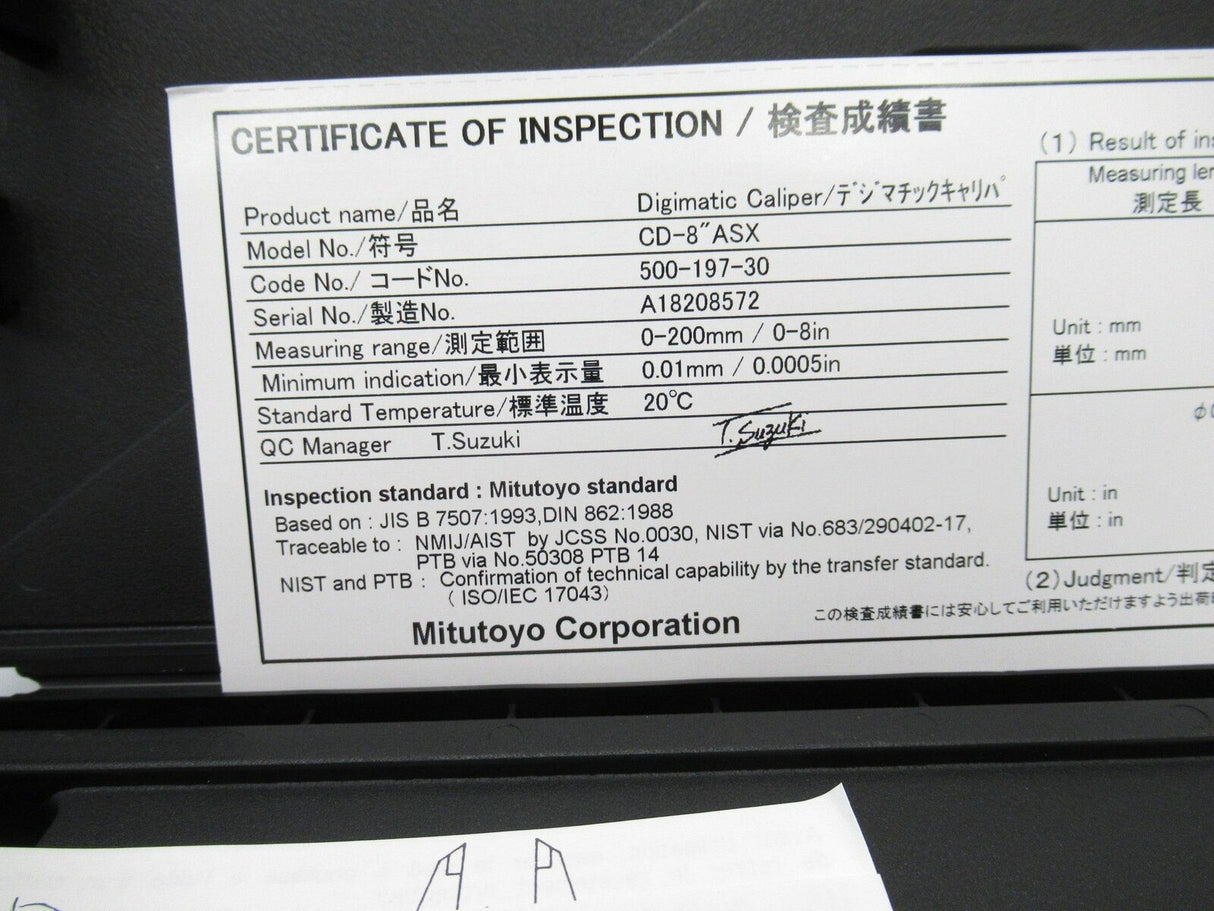 CERTIFICATE OF INSPECTION / 検査成績書
Product name/品名 Digimatic Caliper/デジマチックキャリパ
Model No./符号 CD-8"ASX
Code No./ コードNo. 500-197-30
Serial No./製造No. A18208572
Measuring range/測定範囲 0-200mm / 0-8in
Minimum indication/最小表示量 0.01mm / 0.0005in
Standard Temperature/標準温度 20℃
QC Manager T.Suzuki T.Suzuki
Inspection standard : Mitutoyo standard
Based on : JIS B 7507:1993,DIN 862:1988
Traceable to : NMIJ/AIST by JCSS No.0030, NIST via No.683/290402-17,
PTB via No.50308 PTB 14
NIST and PTB : Confirmation of technical capability by the transfer standard.
( ISO/IEC 17043)
Mitutoyo Corporation
(1) Result of ins
Measuring len
測定長
Unit : mm
単位 : mm
φ
Unit : in
単位 : in
(2)Judgment/判定
この検査成績書には安心してご利用いただけますよう出荷